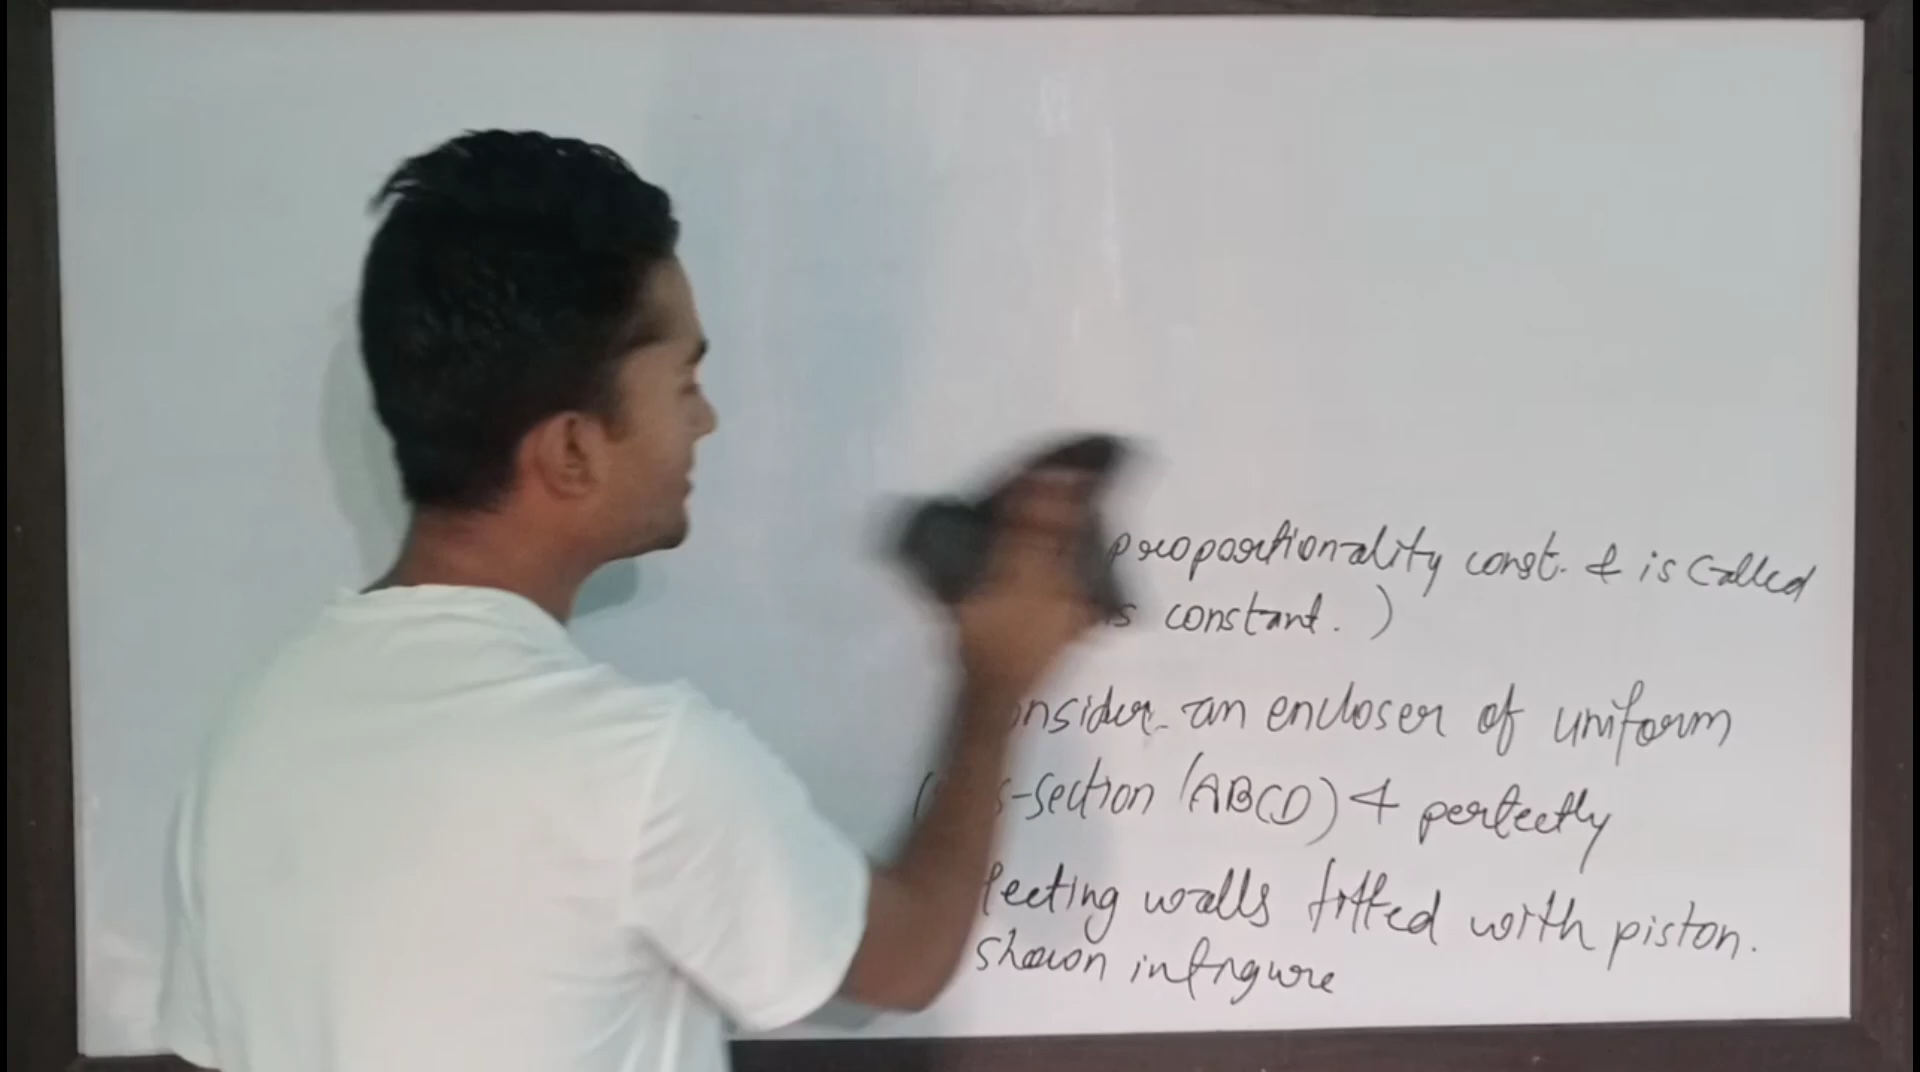 proportionality const. & is called
s constant. )
onsider an encloser of uniform
s-section (ABCD) & perfectly
lecting walls fitted with piston.
shown in figure